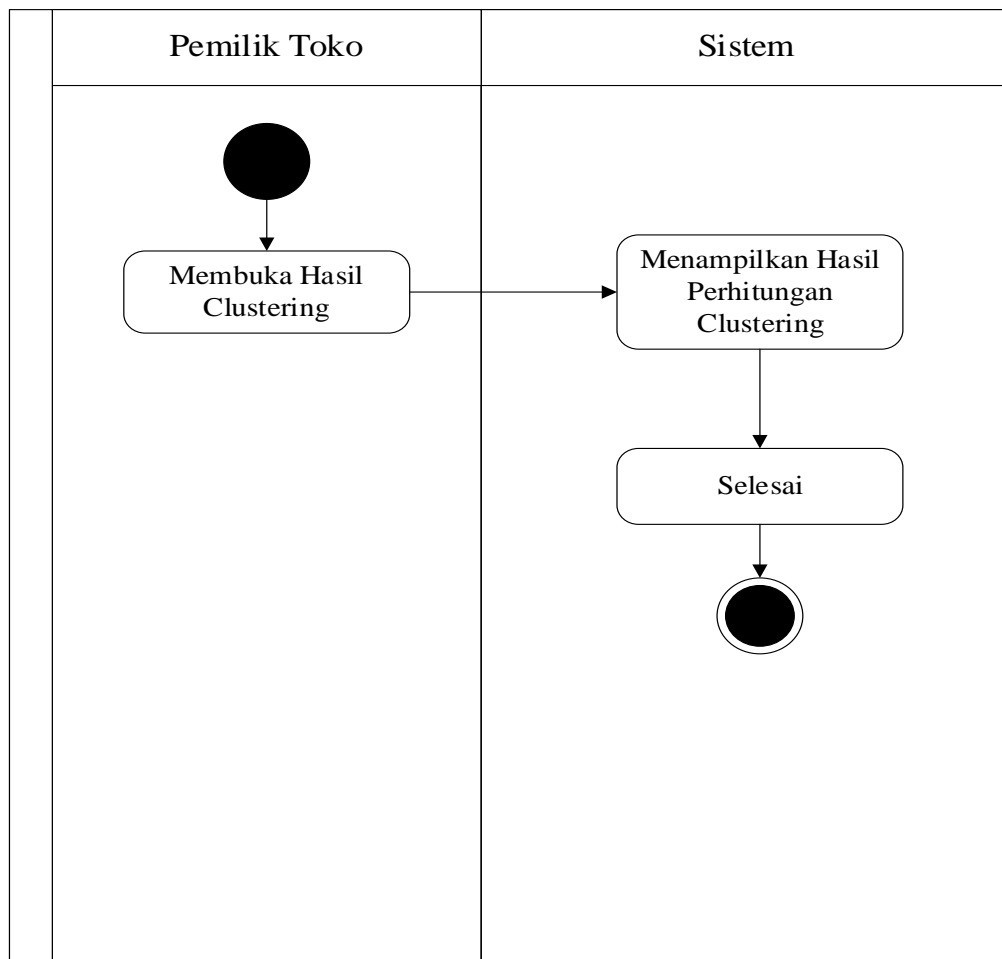 Pemilik Toko
Sistem
Membuka Hasil
Clustering
Menampilkan Hasil
Perhitungan
Clustering
Selesai